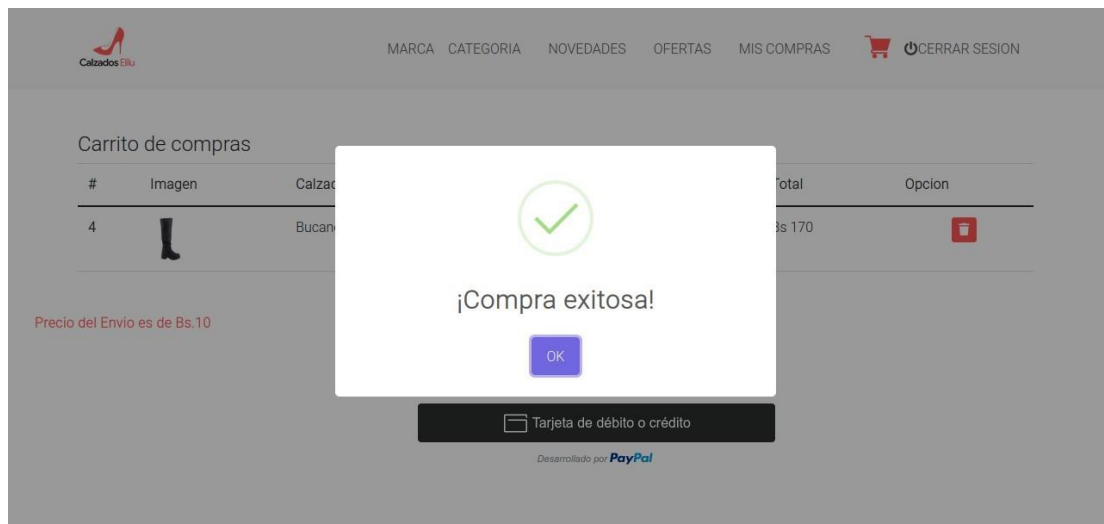 Calzados Ellu
MARCA CATEGORIA NOVEDADES OFERTAS MIS COMPRAS CERRAR SESION
Carrito de compras
# Imagen Total Opcion
4 Bs 170
¡Compra exitosa!
Precio del Envio es de Bs.10
OK
Tarjeta de débito o crédito
Desarrollado por PayPal